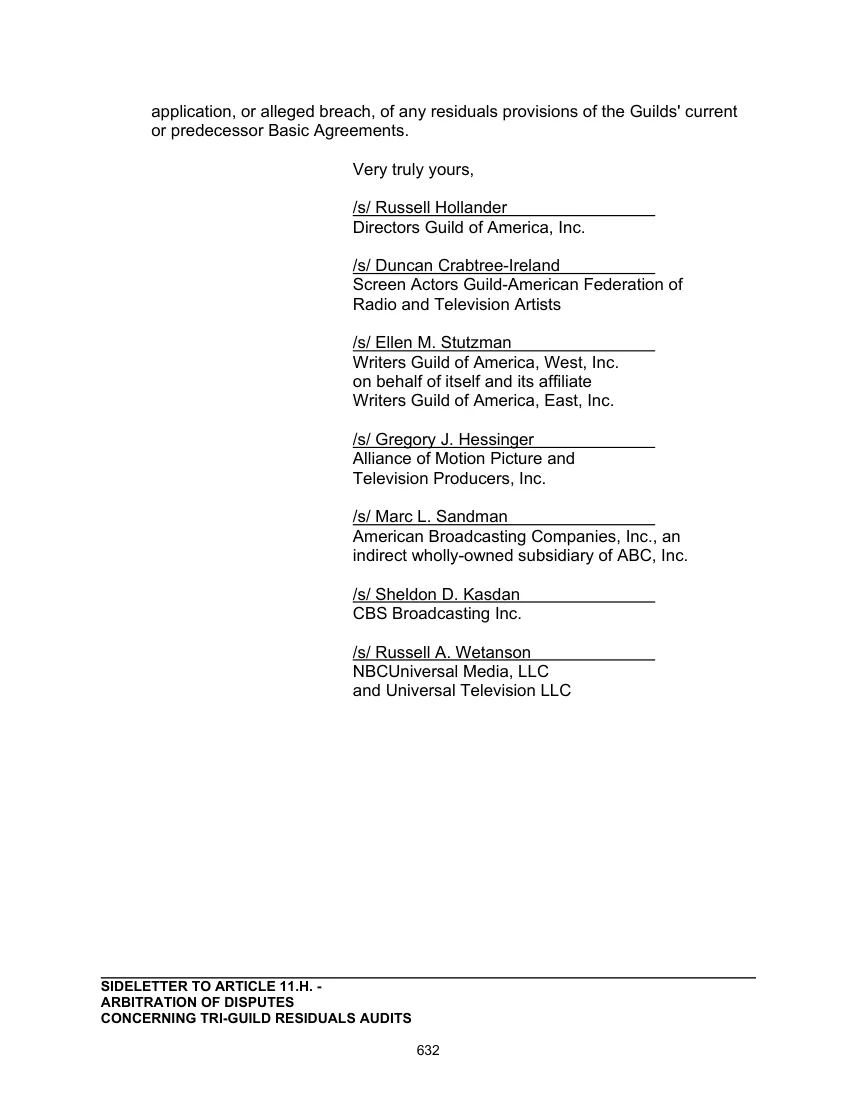 application, or alleged breach, of any residuals provisions of the Guilds' current
or predecessor Basic Agreements.
Very truly yours,
/s/ Russell Hollander
Directors Guild of America, Inc.
/s/ Duncan Crabtree-Ireland
Screen Actors Guild-American Federation of
Radio and Television Artists
/s/ Ellen M. Stutzman
Writers Guild of America, West, Inc.
on behalf of itself and its affiliate
Writers Guild of America, East, Inc.
/s/ Gregory J. Hessinger
Alliance of Motion Picture and
Television Producers, Inc.
/s/ Marc L. Sandman
American Broadcasting Companies, Inc., an
indirect wholly-owned subsidiary of ABC, Inc.
/s/ Sheldon D. Kasdan
CBS Broadcasting Inc.
/s/ Russell A. Wetanson
NBCUniversal Media, LLC
and Universal Television LLC
SIDELETTER TO ARTICLE 11.H. -
ARBITRATION OF DISPUTES
CONCERNING TRI-GUILD RESIDUALS AUDITS
632